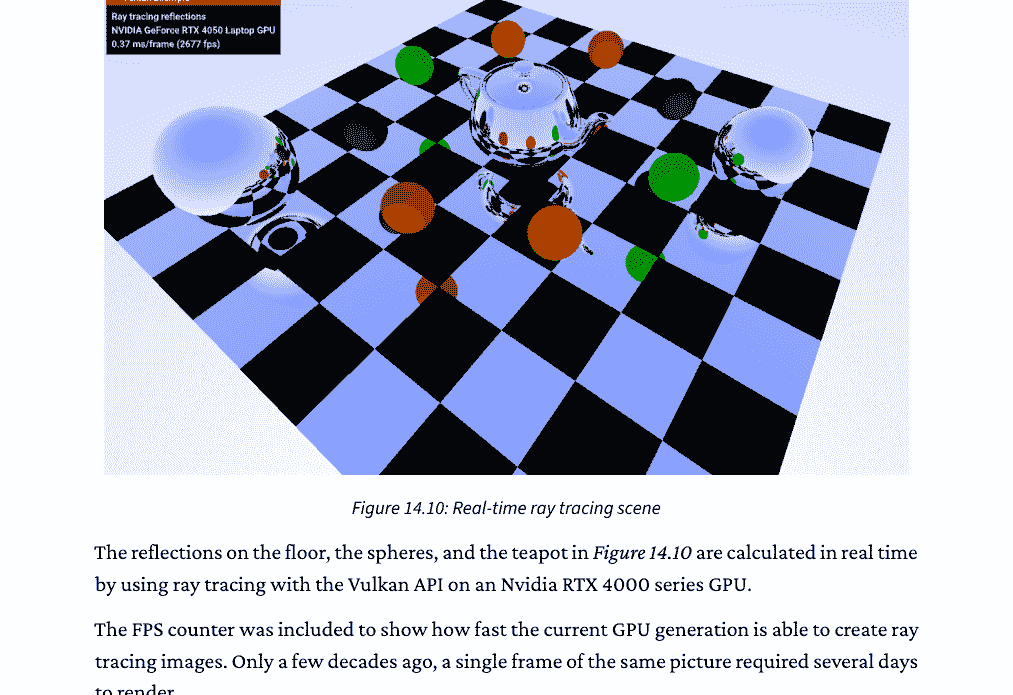 Ray tracing reflections
NVIDIA GeForce RTX 4050 Laptop GPU
0.37 ms/frame (2677 fps)
Figure 14.10: Real-time ray tracing scene
The reflections on the floor, the spheres, and the teapot in Figure 14.10 are calculated in real time
by using ray tracing with the Vulkan API on an Nvidia RTX 4000 series GPU.
The FPS counter was included to show how fast the current GPU generation is able to create ray
tracing images. Only a few decades ago, a single frame of the same picture required several days
to render.